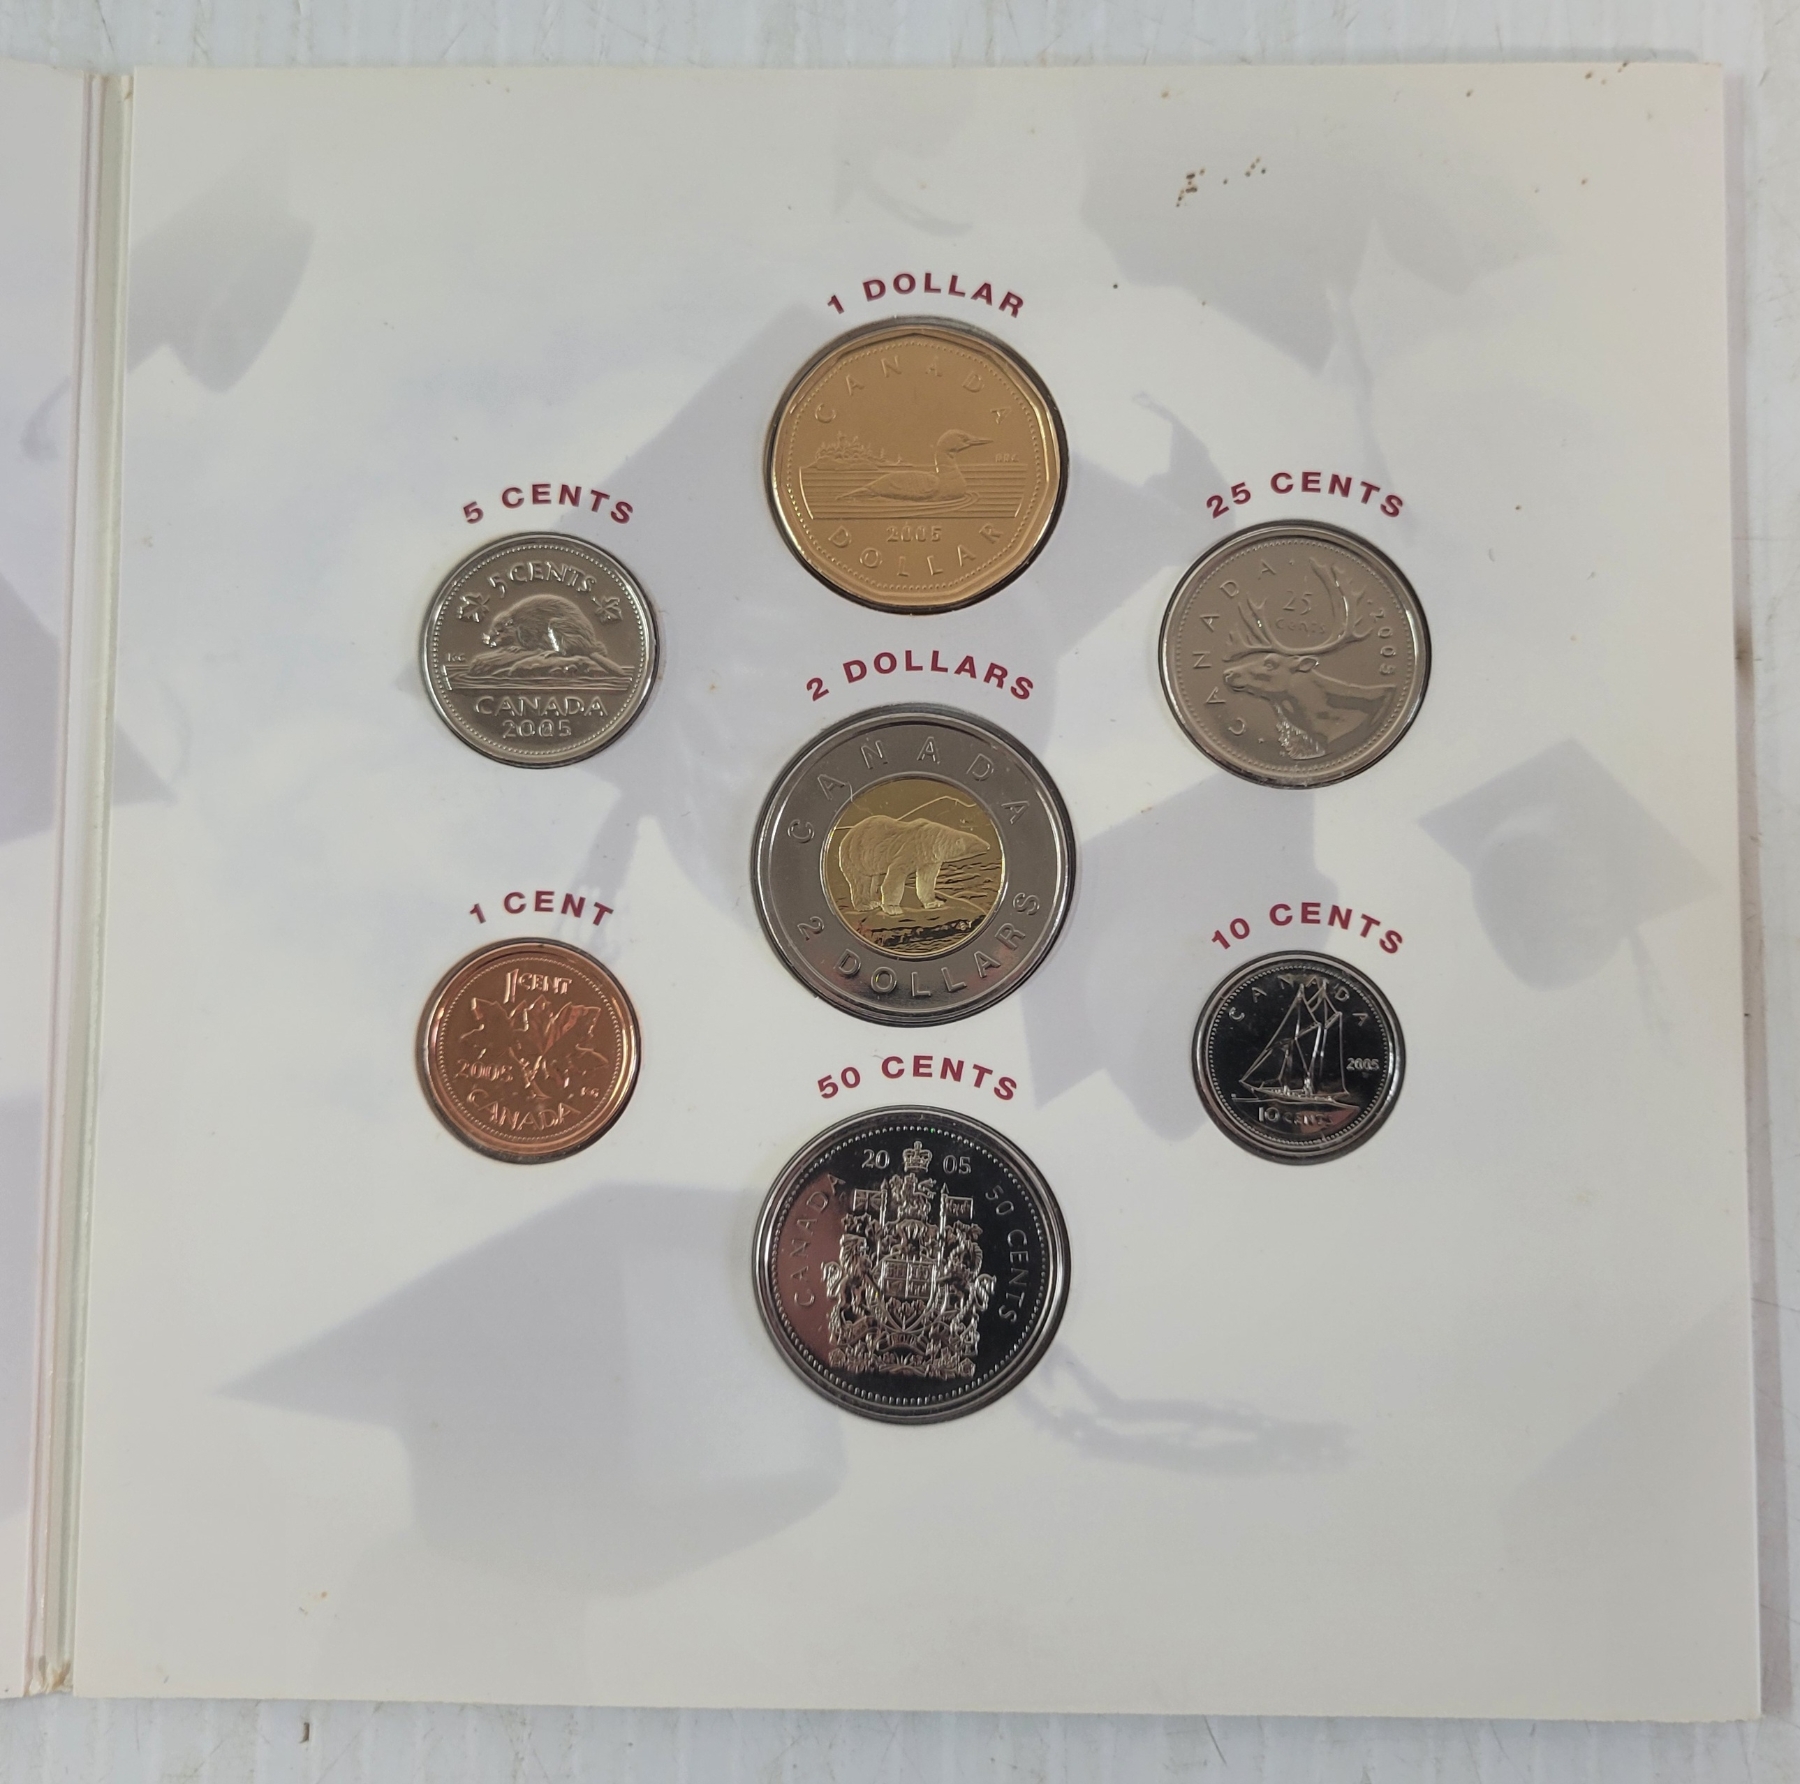 1 DOLLAR
CANADA
2005
DOLLAR
5 CENTS
5 CENTS
KG
CANADA
2005
25 CENTS
CANADA
25
CENTS
2 DOLLARS
CANADA
2 DOLLARS
1 CENT
1 CENT
2005
KG
CANADA
10 CENTS
CANADA
2005
10 CENTS
50 CENTS
20 05
CANADA
50 CENTS